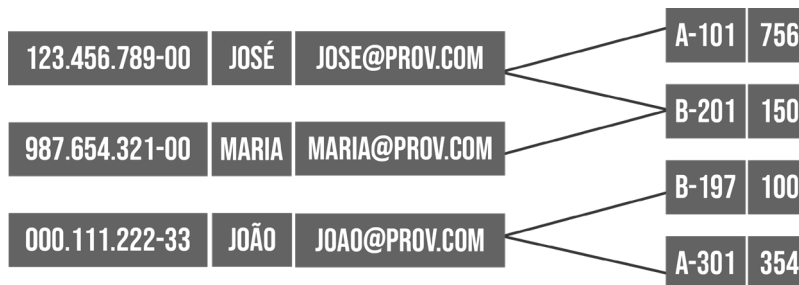 123.456.789-00 JOSÉ JOSE@PROV.COM
987.654.321-00 MARIA MARIA@PROV.COM
000.111.222-33 JOÃO JOAO@PROV.COM
A-101 756
B-201 150
B-197 100
A-301 354